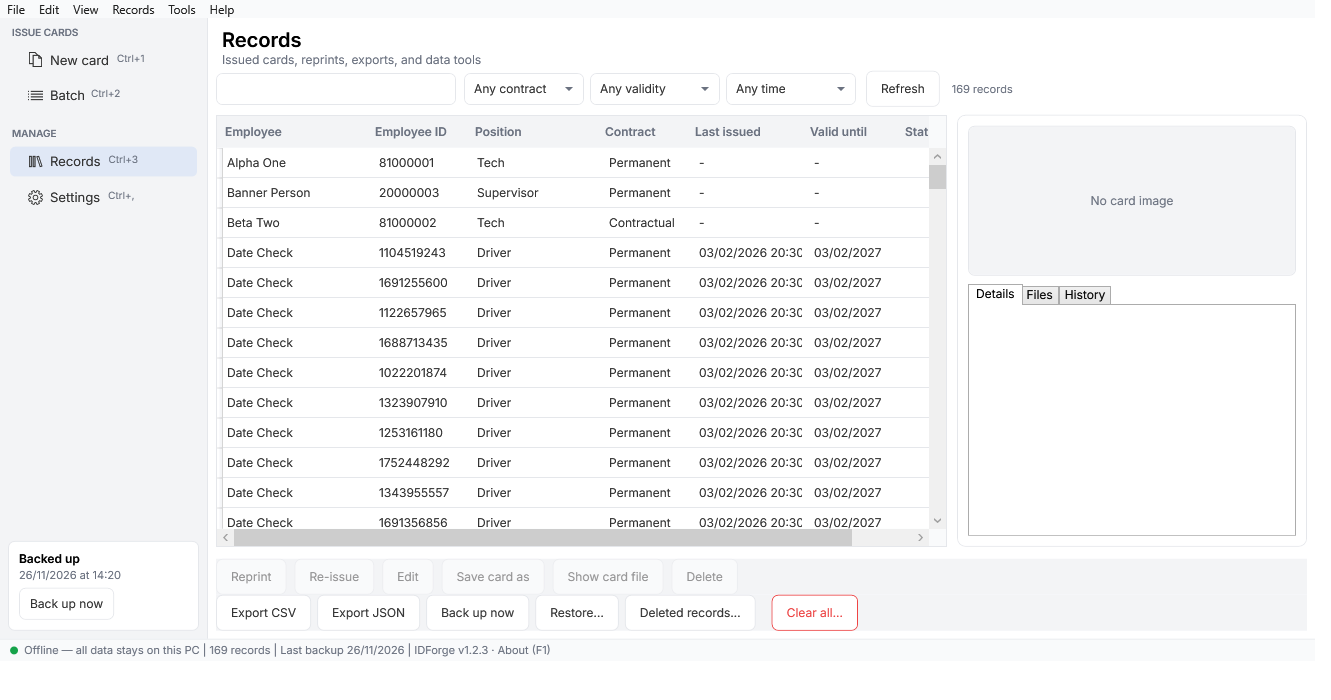 File Edit View Records Tools Help
ISSUE CARDS
New card Ctrl+1
Batch Ctrl+2
MANAGE
Records Ctrl+3
Settings Ctrl+,
Backed up
26/11/2026 at 14:20
Back up now
Records
Issued cards, reprints, exports, and data tools
Any contract Any validity Any time Refresh 169 records
Employee Employee ID Position Contract Last issued Valid until Stat
Alpha One 81000001 Tech Permanent - -
Banner Person 20000003 Supervisor Permanent - -
Beta Two 81000002 Tech Contractual - -
Date Check 1104519243 Driver Permanent 03/02/2026 20:30 03/02/2027
Date Check 1691255600 Driver Permanent 03/02/2026 20:30 03/02/2027
Date Check 1122657965 Driver Permanent 03/02/2026 20:30 03/02/2027
Date Check 1688713435 Driver Permanent 03/02/2026 20:30 03/02/2027
Date Check 1022201874 Driver Permanent 03/02/2026 20:30 03/02/2027
Date Check 1323907910 Driver Permanent 03/02/2026 20:30 03/02/2027
Date Check 1253161180 Driver Permanent 03/02/2026 20:30 03/02/2027
Date Check 1752448292 Driver Permanent 03/02/2026 20:30 03/02/2027
Date Check 1343955557 Driver Permanent 03/02/2026 20:30 03/02/2027
Date Check 1691356856 Driver Permanent 03/02/2026 20:30 03/02/2027
No card image
Details Files History
Reprint Re-issue Edit Save card as Show card file Delete
Export CSV Export JSON Back up now Restore... Deleted records... Clear all...
Offline — all data stays on this PC | 169 records | Last backup 26/11/2026 | IDForge v1.2.3 · About (F1)